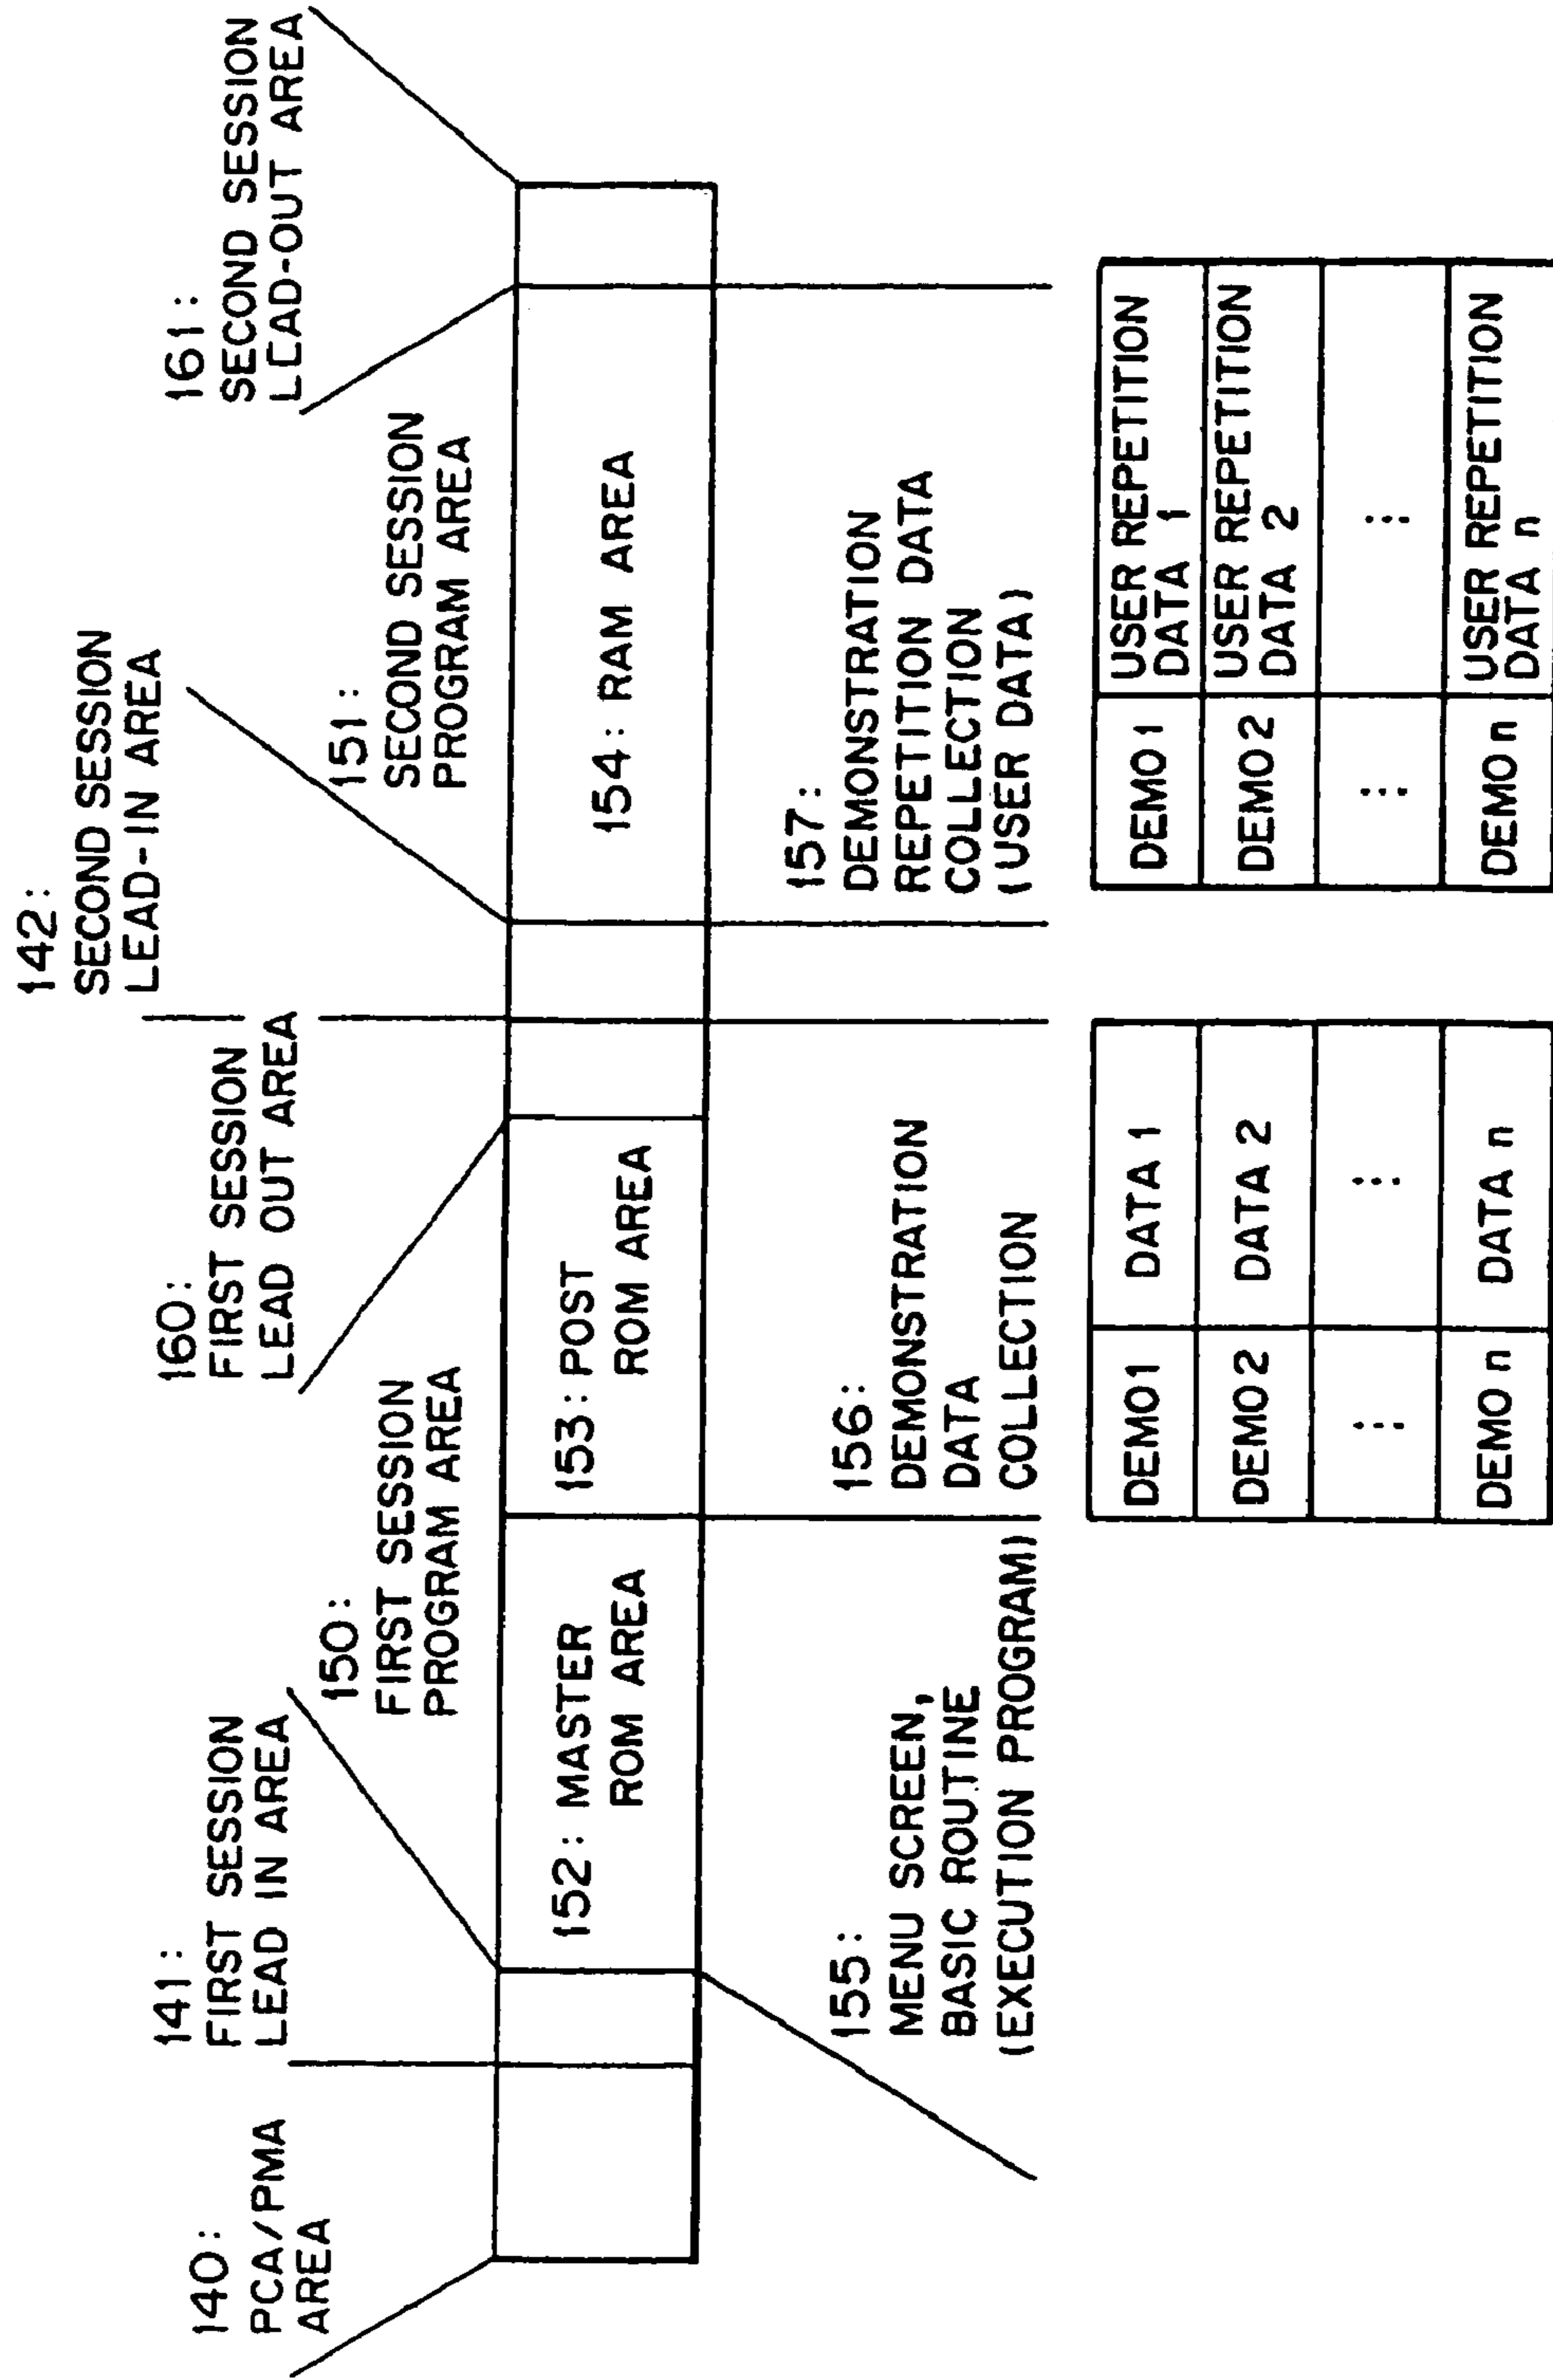 140:
PCA/PMA
AREA
141:
FIRST SESSION
LEAD IN AREA
150:
FIRST SESSION
PROGRAM AREA
160:
FIRST SESSION
LEAD OUT AREA
142:
SECOND SESSION
LEAD-IN AREA
151:
SECOND SESSION
PROGRAM AREA
161:
SECOND SESSION
LEAD-OUT AREA
152: MASTER
ROM AREA
153: POST
ROM AREA
154: RAM AREA
155:
MENU SCREEN,
BASIC ROUTINE
(EXECUTION PROGRAM)
156:
DEMONSTRATION
DATA
COLLECTION
157:
DEMONSTRATION
REPETITION DATA
COLLECTION
(USER DATA)
DEMO1 DATA 1
DEMO2 DATA 2
... ...
DEMO n DATA n
DEMO1 USER REPETITION
DATA 1
DEMO2 USER REPETITION
DATA 2
... ...
DEMO n USER REPETITION
DATA n